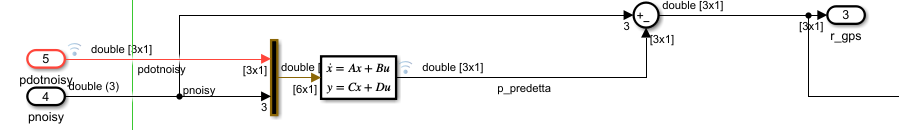 double [3x1]
+
-
3
[3x1]
[3x1]
3
r_gps
double [3x1]
5
pdotnoisy
pdotnoisy
[3x1]
double [
[6x1]
ẋ = Ax + Bu
y = Cx + Du
double [3x1]
p_predetta
double (3)
4
pnoisy
pnoisy
3